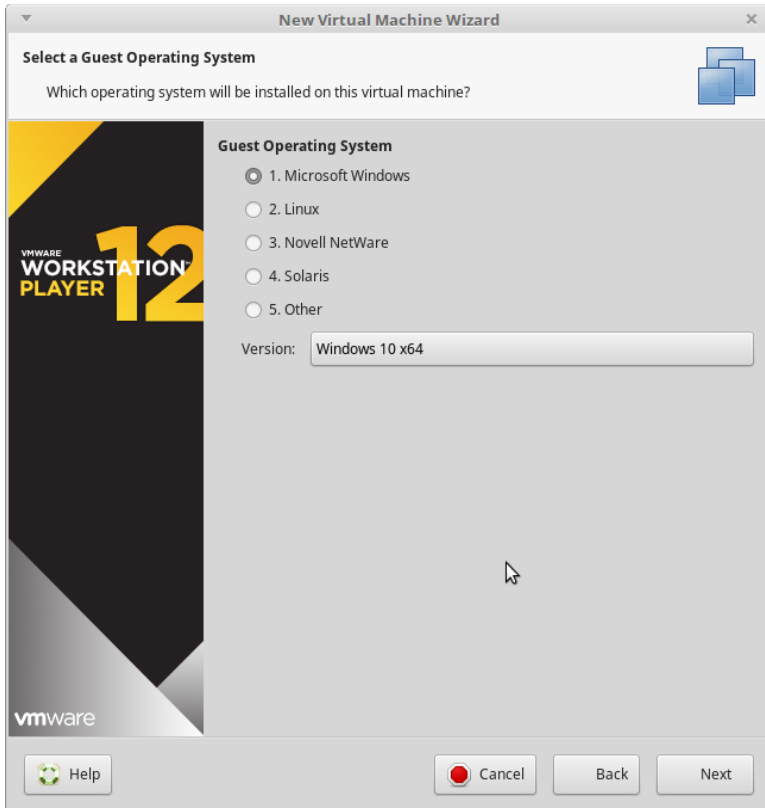 New Virtual Machine Wizard
Select a Guest Operating System
Which operating system will be installed on this virtual machine?
Guest Operating System
1. Microsoft Windows
2. Linux
3. Novell NetWare
4. Solaris
5. Other
Version: Windows 10 x64
VMWARE
WORKSTATION™
PLAYER 12
vmware
Help Cancel Back Next